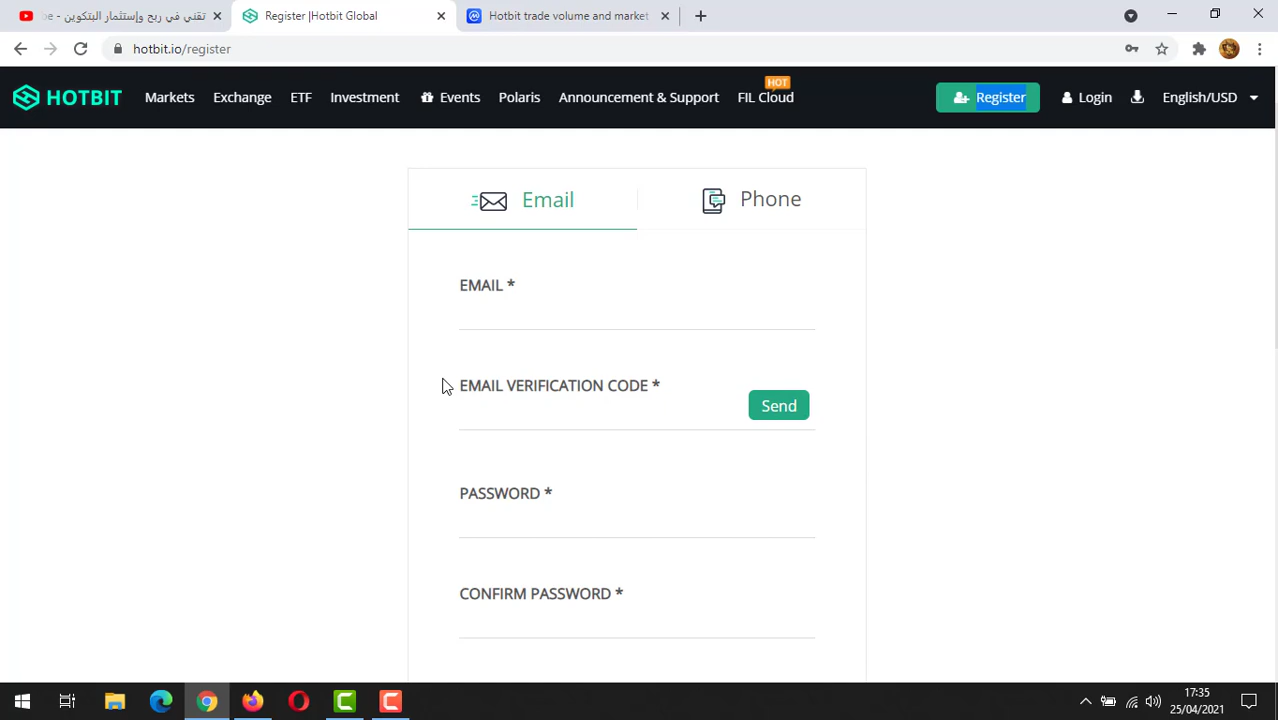 تقني في ربح وإستثمار البتكوين - be
Register |Hotbit Global
Hotbit trade volume and market
hotbit.io/register
HOTBIT
Markets
Exchange
ETF
Investment
Events
Polaris
Announcement & Support
HOT
FIL Cloud
Register
Login
English/USD
Email
Phone
EMAIL *
EMAIL VERIFICATION CODE *
Send
PASSWORD *
CONFIRM PASSWORD *
17:35
25/04/2021